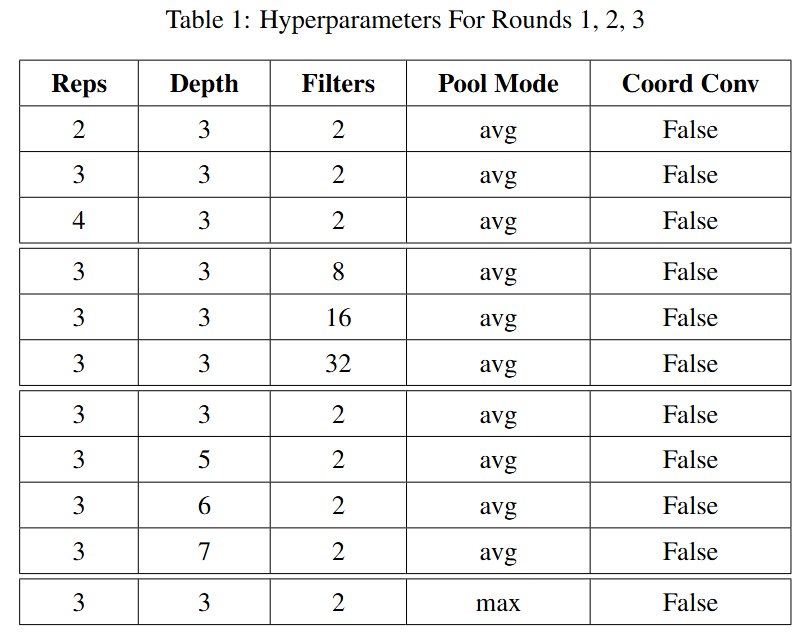 Table 1: Hyperparameters For Rounds 1, 2, 3
Reps Depth Filters Pool Mode Coord Conv
2 3 2 avg False
3 3 2 avg False
4 3 2 avg False
3 3 8 avg False
3 3 16 avg False
3 3 32 avg False
3 3 2 avg False
3 5 2 avg False
3 6 2 avg False
3 7 2 avg False
3 3 2 max False